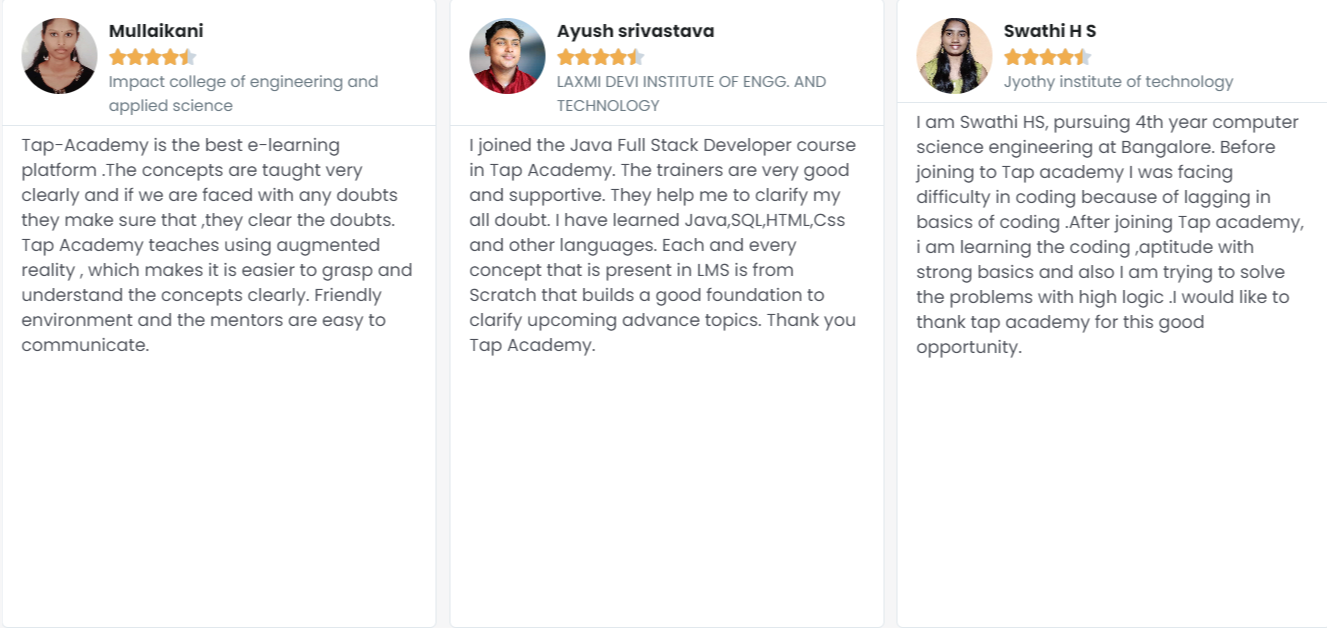 Mullaikani
Impact college of engineering and
applied science
Tap-Academy is the best e-learning
platform .The concepts are taught very
clearly and if we are faced with any doubts
they make sure that ,they clear the doubts.
Tap Academy teaches using augmented
reality , which makes it is easier to grasp and
understand the concepts clearly. Friendly
environment and the mentors are easy to
communicate.
Ayush srivastava
LAXMI DEVI INSTITUTE OF ENGG. AND
TECHNOLOGY
I joined the Java Full Stack Developer course
in Tap Academy. The trainers are very good
and supportive. They help me to clarify my
all doubt. I have learned Java,SQL,HTML,Css
and other languages. Each and every
concept that is present in LMS is from
Scratch that builds a good foundation to
clarify upcoming advance topics. Thank you
Tap Academy.
Swathi H S
Jyothy institute of technology
I am Swathi HS, pursuing 4th year computer
science engineering at Bangalore. Before
joining to Tap academy I was facing
difficulty in coding because of lagging in
basics of coding .After joining Tap academy,
i am learning the coding ,aptitude with
strong basics and also I am trying to solve
the problems with high logic .I would like to
thank tap academy for this good
opportunity.